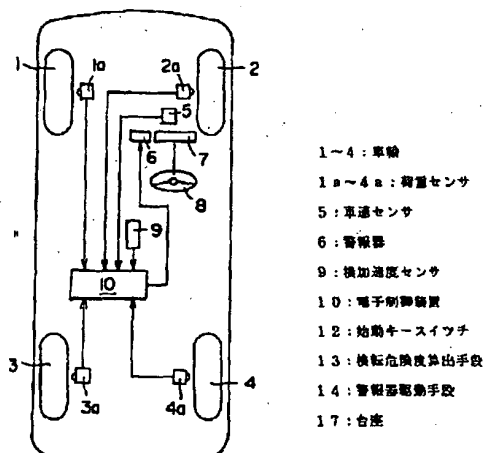 1
1a
2a
2
5
6
7
8
9
10
3
3a
4a
4
1~4：車輪
1a~4a：荷重センサ
5：車速センサ
6：警報器
9：横加速度センサ
10：電子制御装置
12：始動キースイツチ
13：横転危険度算出手段
14：警報器駆動手段
17：台座